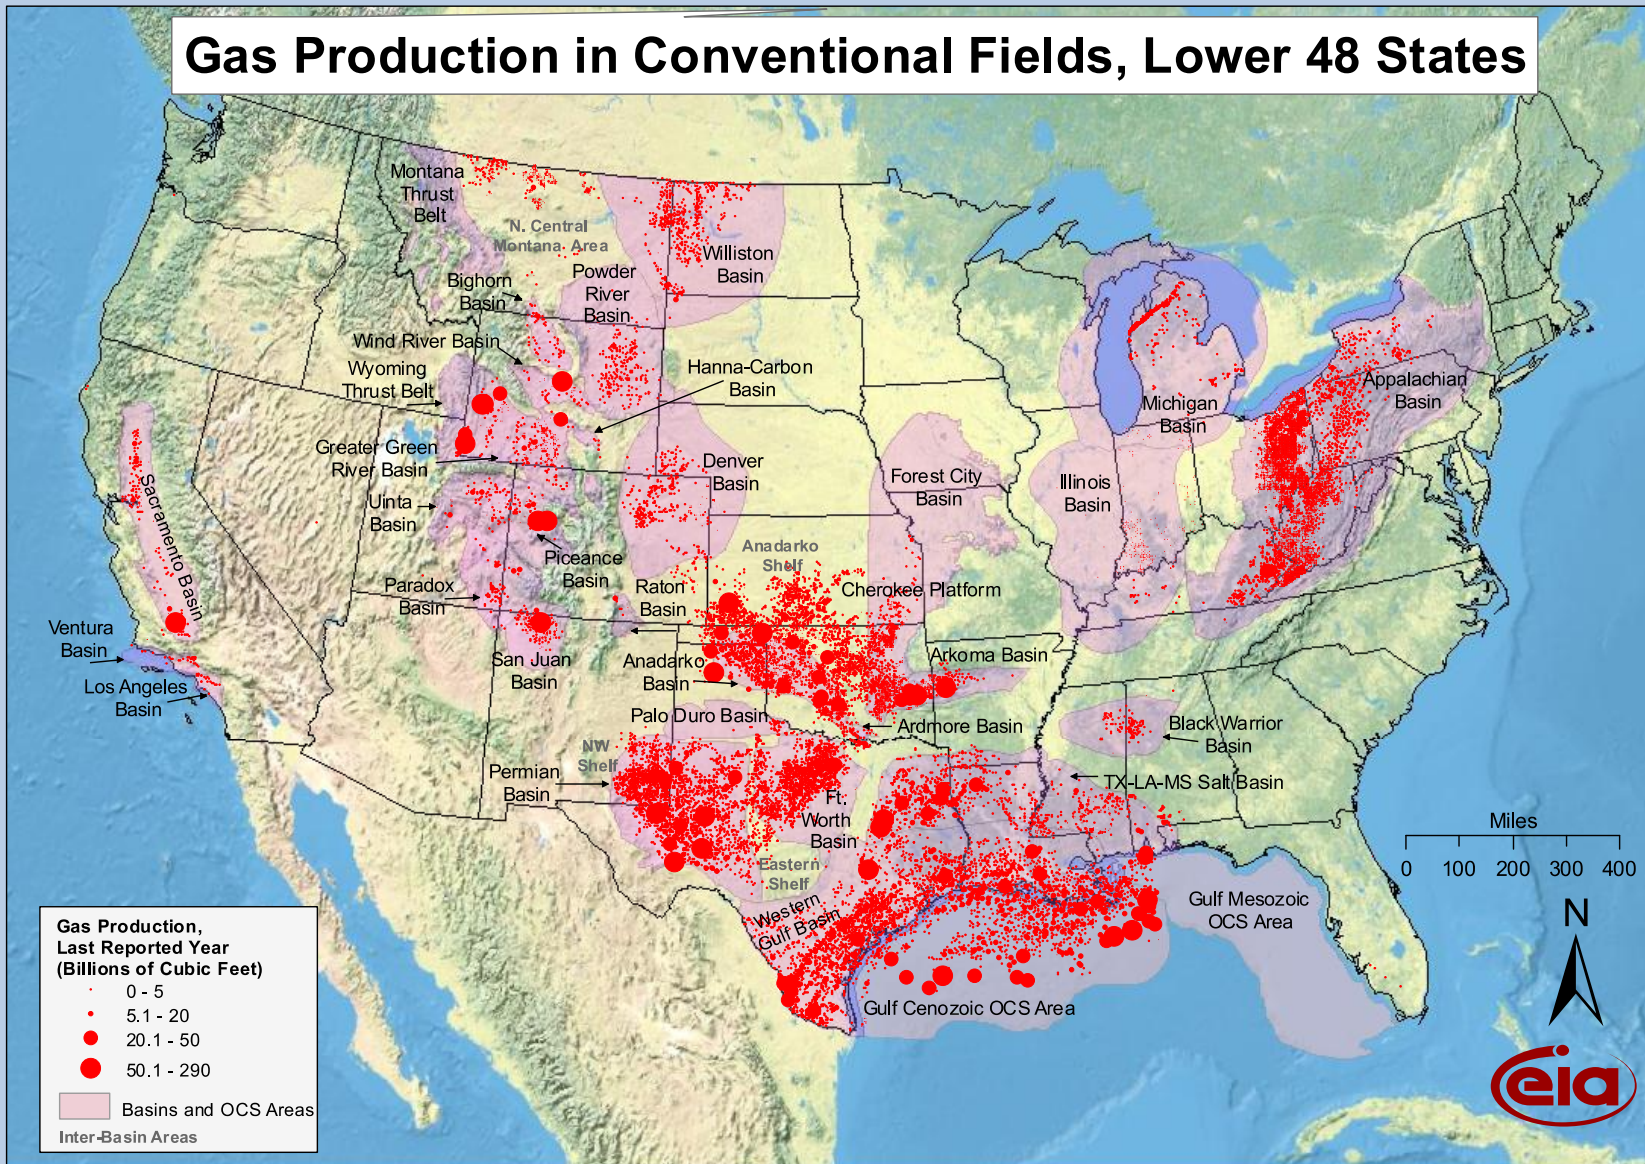 Gas Production in Conventional Fields, Lower 48 States
Montana
Thrust
Belt
N. Central
Montana Area
Williston
Basin
Bighorn
Basin
Powder
River
Basin
Wind River Basin
Wyoming
Thrust Belt
Hanna-Carbon
Basin
Appalachian
Basin
Michigan
Basin
Greater Green
River Basin
Denver
Basin
Forest City
Basin
Illinois
Basin
Sacramento Basin
Uinta
Basin
Piceance
Basin
Anadarko
Shelf
Paradox
Basin
Raton
Basin
Cherokee Platform
Ventura
Basin
Los Angeles
Basin
San Juan
Basin
Anadarko
Basin
Arkoma Basin
Palo Duro Basin
Ardmore Basin
Black Warrior
Basin
NW
Shelf
Permian
Basin
TX-LA-MS Salt Basin
Ft.
Worth
Basin
Eastern
Shelf
Western
Gulf Basin
Gulf Mesozoic
OCS Area
Gulf Cenozoic OCS Area
Miles
0 100 200 300 400
N
Gas Production,
Last Reported Year
(Billions of Cubic Feet)
0 - 5
5.1 - 20
20.1 - 50
50.1 - 290
Basins and OCS Areas
Inter-Basin Areas
eia